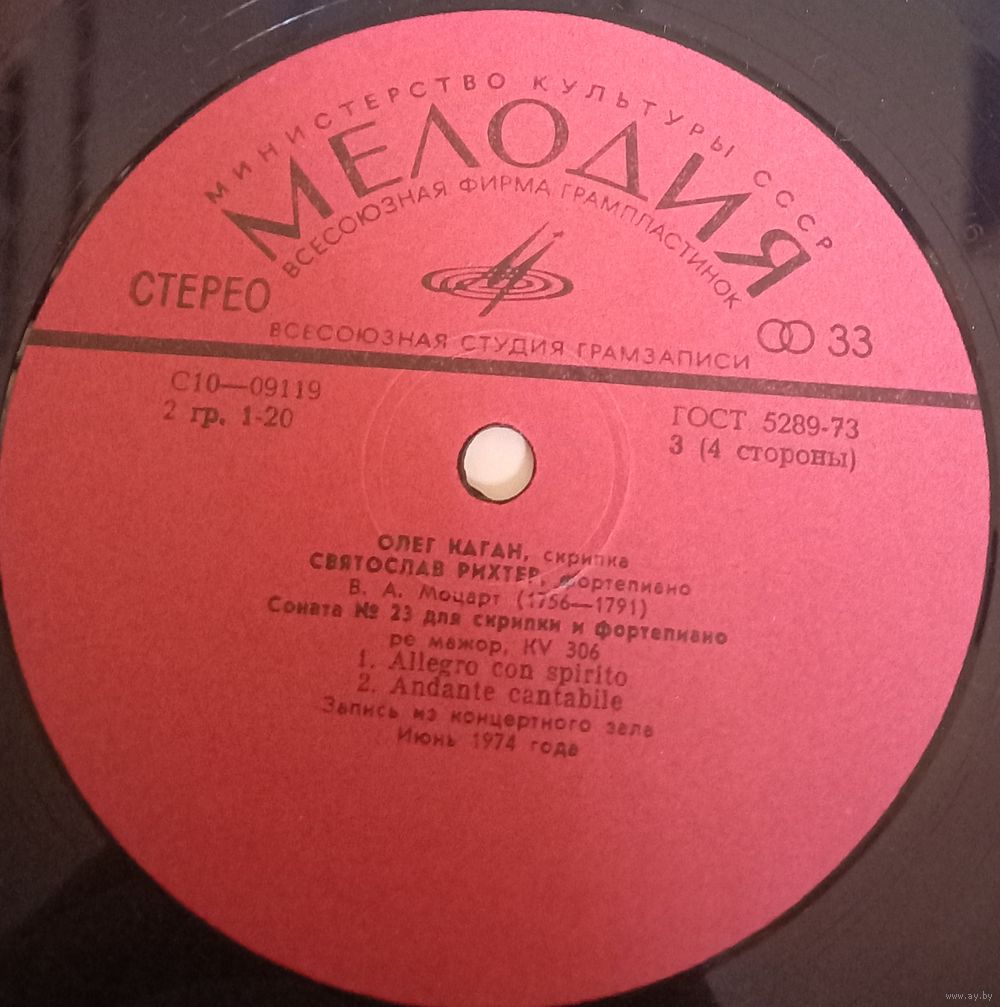 МИНИСТЕРСТВО КУЛЬТУРЫ СССР
МЕЛОДИЯ
ВСЕСОЮЗНАЯ ФИРМА ГРАМПЛАСТИНОК
СТЕРЕО
33
ВСЕСОЮЗНАЯ СТУДИЯ ГРАМЗАПИСИ
С10—09119
2 гр. 1-20
ГОСТ 5289-73
3 (4 стороны)
ОЛЕГ КАГАН, скрипка
СВЯТОСЛАВ РИХТЕР, фортепиано
В. А. Моцарт (1756—1791)
Соната № 23 для скрипки и фортепиано
ре мажор, KV 306
1. Allegro con spirito
2. Andante cantabile
Запись из концертного зала
Июнь 1974 года
www.ay.by